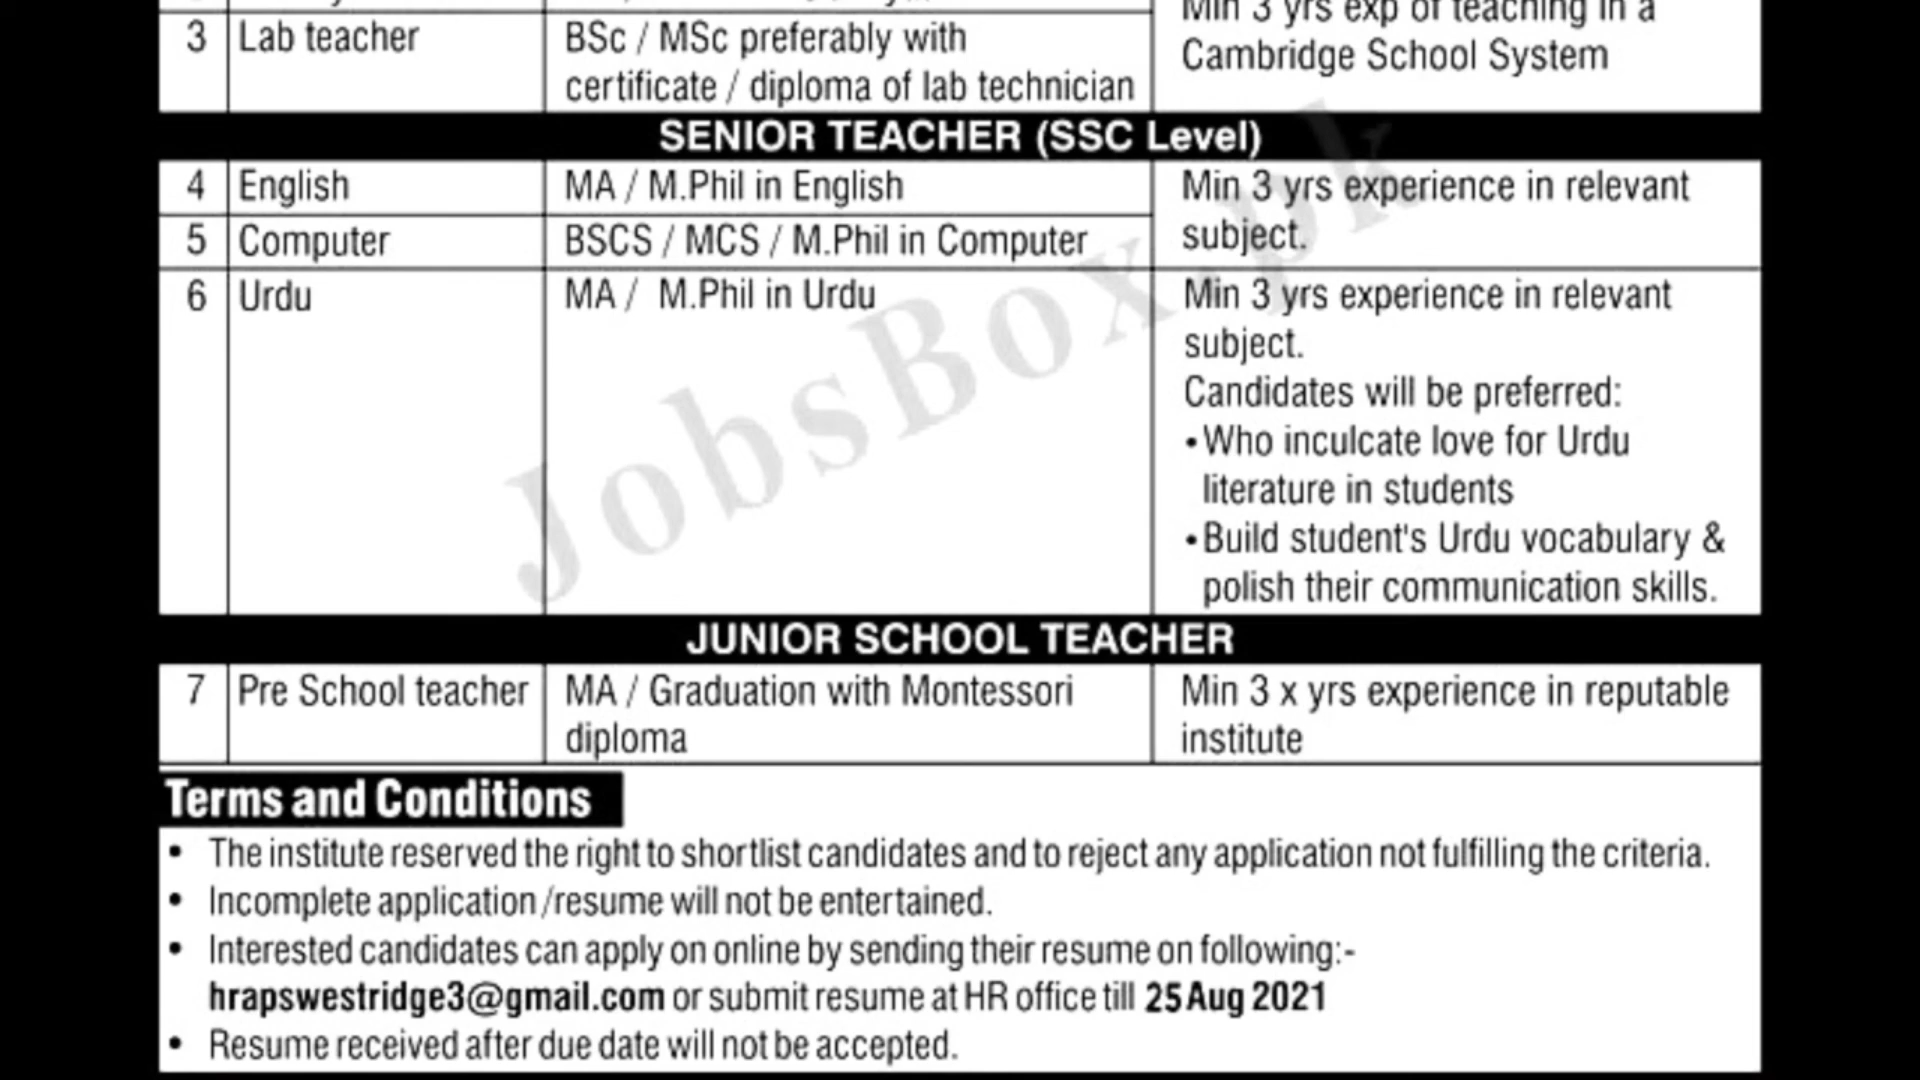 Min 3 yrs exp of teaching in a
3 Lab teacher BSc / MSc preferably with Cambridge School System
certificate / diploma of lab technician
SENIOR TEACHER (SSC Level)
4 English MA / M.Phil in English Min 3 yrs experience in relevant
subject.
5 Computer BSCS / MCS / M.Phil in Computer
6 Urdu MA / M.Phil in Urdu Min 3 yrs experience in relevant
subject.
Candidates will be preferred:
• Who inculcate love for Urdu
literature in students
• Build student's Urdu vocabulary &
polish their communication skills.
JUNIOR SCHOOL TEACHER
7 Pre School teacher MA / Graduation with Montessori Min 3 x yrs experience in reputable
diploma institute
Terms and Conditions
• The institute reserved the right to shortlist candidates and to reject any application not fulfilling the criteria.
• Incomplete application /resume will not be entertained.
• Interested candidates can apply on online by sending their resume on following:-
hrapswestridge3@gmail.com or submit resume at HR office till 25 Aug 2021
• Resume received after due date will not be accepted.
JobsBox.pk